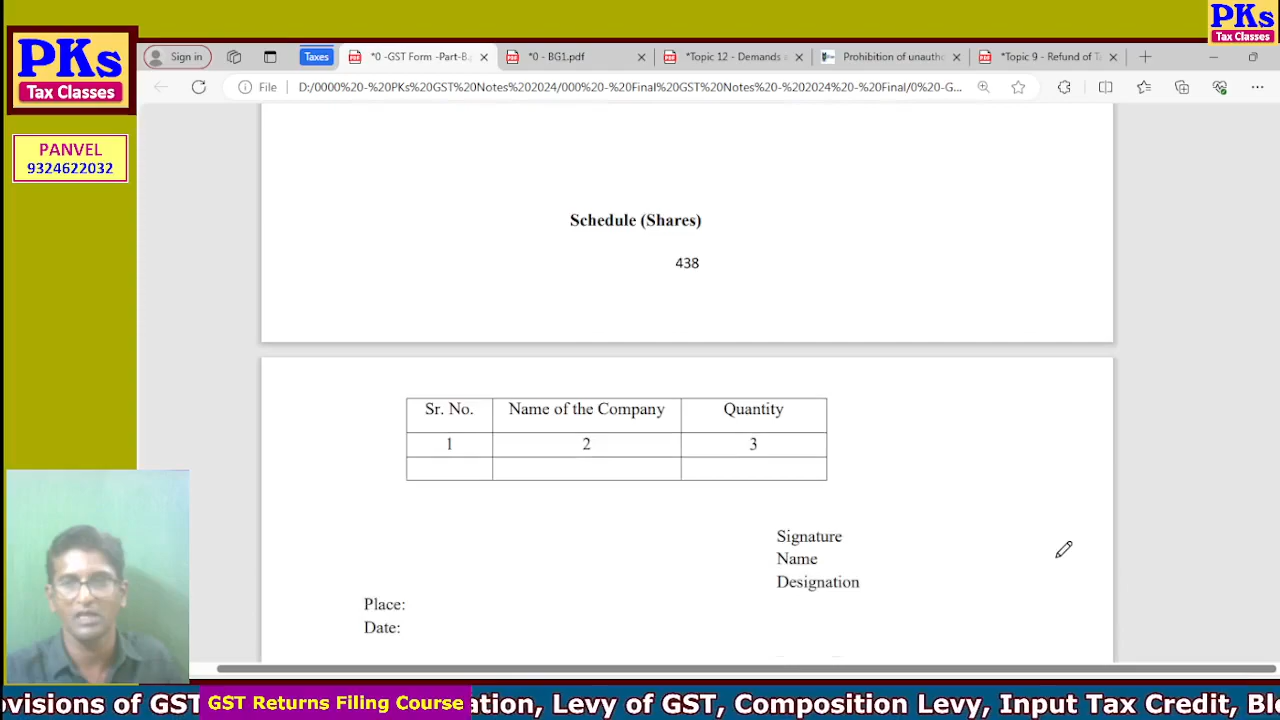 PKs
Tax Classes
PANVEL
9324622032
PKs
Tax Classes
Sign in
Taxes
*0 -GST Form -Part-B
*0 - BG1.pdf
*Topic 12 - Demands
Prohibition of unauth
*Topic 9 - Refund of
File
D:/0000%20-%20PKs%20GST%20Notes%202024/000%20-%20Final%20GST%20Notes%20%202024%20-%20Final/0%20-G...
Schedule (Shares)
438
Sr. No. Name of the Company Quantity
1 2 3
Signature
Name
Designation
Place:
Date:
ovisions of GST GST Returns Filing Course ation, Levy of GST, Composition Levy, Input Tax Credit, Bl